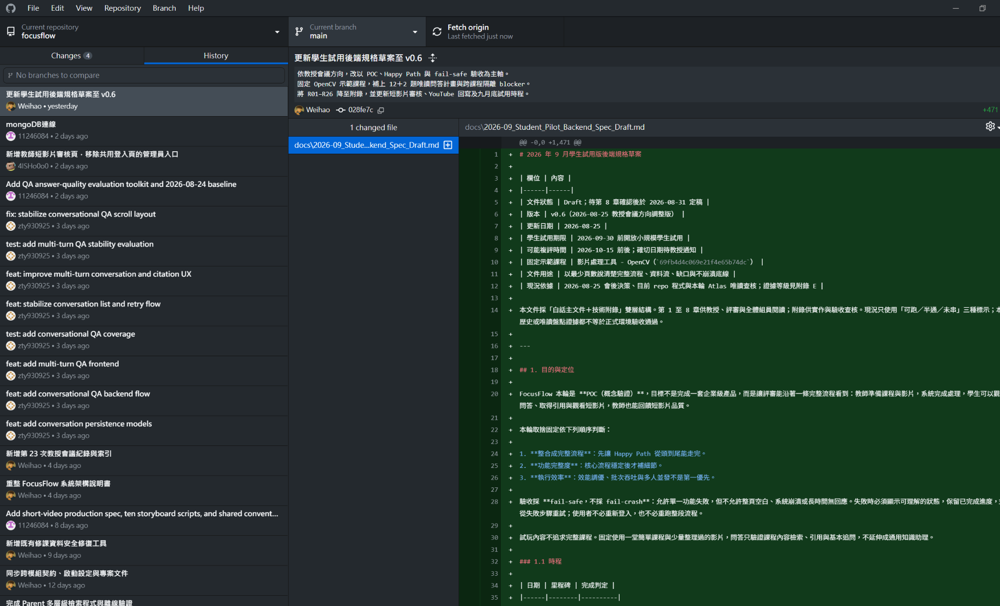 File Edit View Repository Branch Help
Current repository
focusflow
Current branch
main
Fetch origin
Last fetched just now
Changes 4
History
No branches to compare
更新學生試用後端規格草案至 v0.6
Weihao • yesterday
mongoDB連線
11246084 • 2 days ago
新增教師短影片審核頁，移除共用登入頁的管理員入口
4ISHo0o0 • 2 days ago
Add QA answer-quality evaluation toolkit and 2026-08-24 baseline
11246084 • 2 days ago
fix: stabilize conversational QA scroll layout
zty930925 • 3 days ago
test: add multi-turn QA stability evaluation
zty930925 • 3 days ago
feat: improve multi-turn conversation and citation UX
zty930925 • 3 days ago
feat: stabilize conversation list and retry flow
zty930925 • 3 days ago
test: add conversational QA coverage
zty930925 • 3 days ago
feat: add multi-turn QA frontend
zty930925 • 3 days ago
feat: add conversational QA backend flow
zty930925 • 3 days ago
feat: add conversation persistence models
zty930925 • 3 days ago
新增第 23 次教授會議紀錄與索引
Weihao • 4 days ago
重整 FocusFlow 系統架構說明書
Weihao • 4 days ago
Add short-video production spec, ten storyboard scripts, and shared convent...
11246084 • 8 days ago
新增既有修課資料安全修復工具
Weihao • 9 days ago
同步跨模組契約、啟動設定與專案文件
Weihao • 12 days ago
完成 Parent 多層級檢索程式與離線驗證
更新學生試用後端規格草案至 v0.6
依教授會議方向，改以 POC、Happy Path 與 fail-safe 驗收為主軸。
固定 OpenCV 示範課程，補上 12＋2 題唯讀問答計畫與跨課程隔離 blocker。
將 R01–R26 降至附錄，並更新短影片審核、YouTube 回寫及九月底試用時程。
Weihao 028fe7c
+471
1 changed file
docs\2026-09_Stude...kend_Spec_Draft.md
docs\2026-09_Student_Pilot_Backend_Spec_Draft.md
@@ -0,0 +1,471 @@
1 + # 2026 年 9 月學生試用版後端規格草案
2 +
3 + | 欄位 | 內容 |
4 + |------|------|
5 + | 文件狀態 | Draft；待第 8 章確認後於 2026-08-31 定稿 |
6 + | 版本 | v0.6（2026-08-25 教授會議方向調整版） |
7 + | 更新日期 | 2026-08-25 |
8 + | 學生試用期限 | 2026-09-30 前開放小規模學生試用 |
9 + | 可能複評時間 | 2026-10-15 前後；確切日期待教授通知 |
10 + | 固定示範課程 | 影片處理工具 - OpenCV（`69fb4d4c069e21f4e65b74dc`） |
11 + | 文件用途 | 以最少頁數說清楚完整流程、資料流、缺口與不崩潰底線 |
12 + | 現況依據 | 2026-08-25 會後決策、目前 repo 程式與本輪 Atlas 唯讀查核；證據等級見附錄 E |
13 +
14 + 本文件採「白話主文件＋技術附錄」雙層結構。第 1 至 8 章供教授、評審與全體組員閱讀；附錄供實作與驗收查核。現況只使用「可跑／半通／未串」三種標示；本
歷史或唯讀盤點證據都不等於正式環境驗收通過。
15 +
16 + ---
17 +
18 + ## 1. 目的與定位
19 +
20 + FocusFlow 本輪是 **POC（概念驗證）**，目標不是完成一套企業級產品，而是讓評審能沿著一條完整流程看到：教師準備課程與影片，系統完成處理，學生可以觀
問答、取得引用與觀看短影片，教師也能回饋短影片品質。
21 +
22 + 本輪取捨固定依下列順序判斷：
23 +
24 + 1. **整合成完整流程**：先讓 Happy Path 從頭到尾能走完。
25 + 2. **功能完整度**：核心流程穩定後才補細節。
26 + 3. **執行效率**：效能調優、批次吞吐與多人並發不是第一優先。
27 +
28 + 驗收採 **fail-safe，不採 fail-crash**：允許單一功能失敗，但不允許整頁空白、系統崩潰或長時間無回應。失敗時必須顯示可理解的狀態，保留已完成進度，
從失敗步驟重試；使用者不必重新登入，也不必重跑整段流程。
29 +
30 + 試玩內容不追求完整課程。固定使用一堂簡單課程與少量整理過的影片，問答只驗證課程內容檢索、引用與基本追問，不延伸成通用知識助理。
31 +
32 + ### 1.1 時程
33 +
34 + | 日期 | 里程碑 | 完成判定 |
35 + |------|--------|----------|